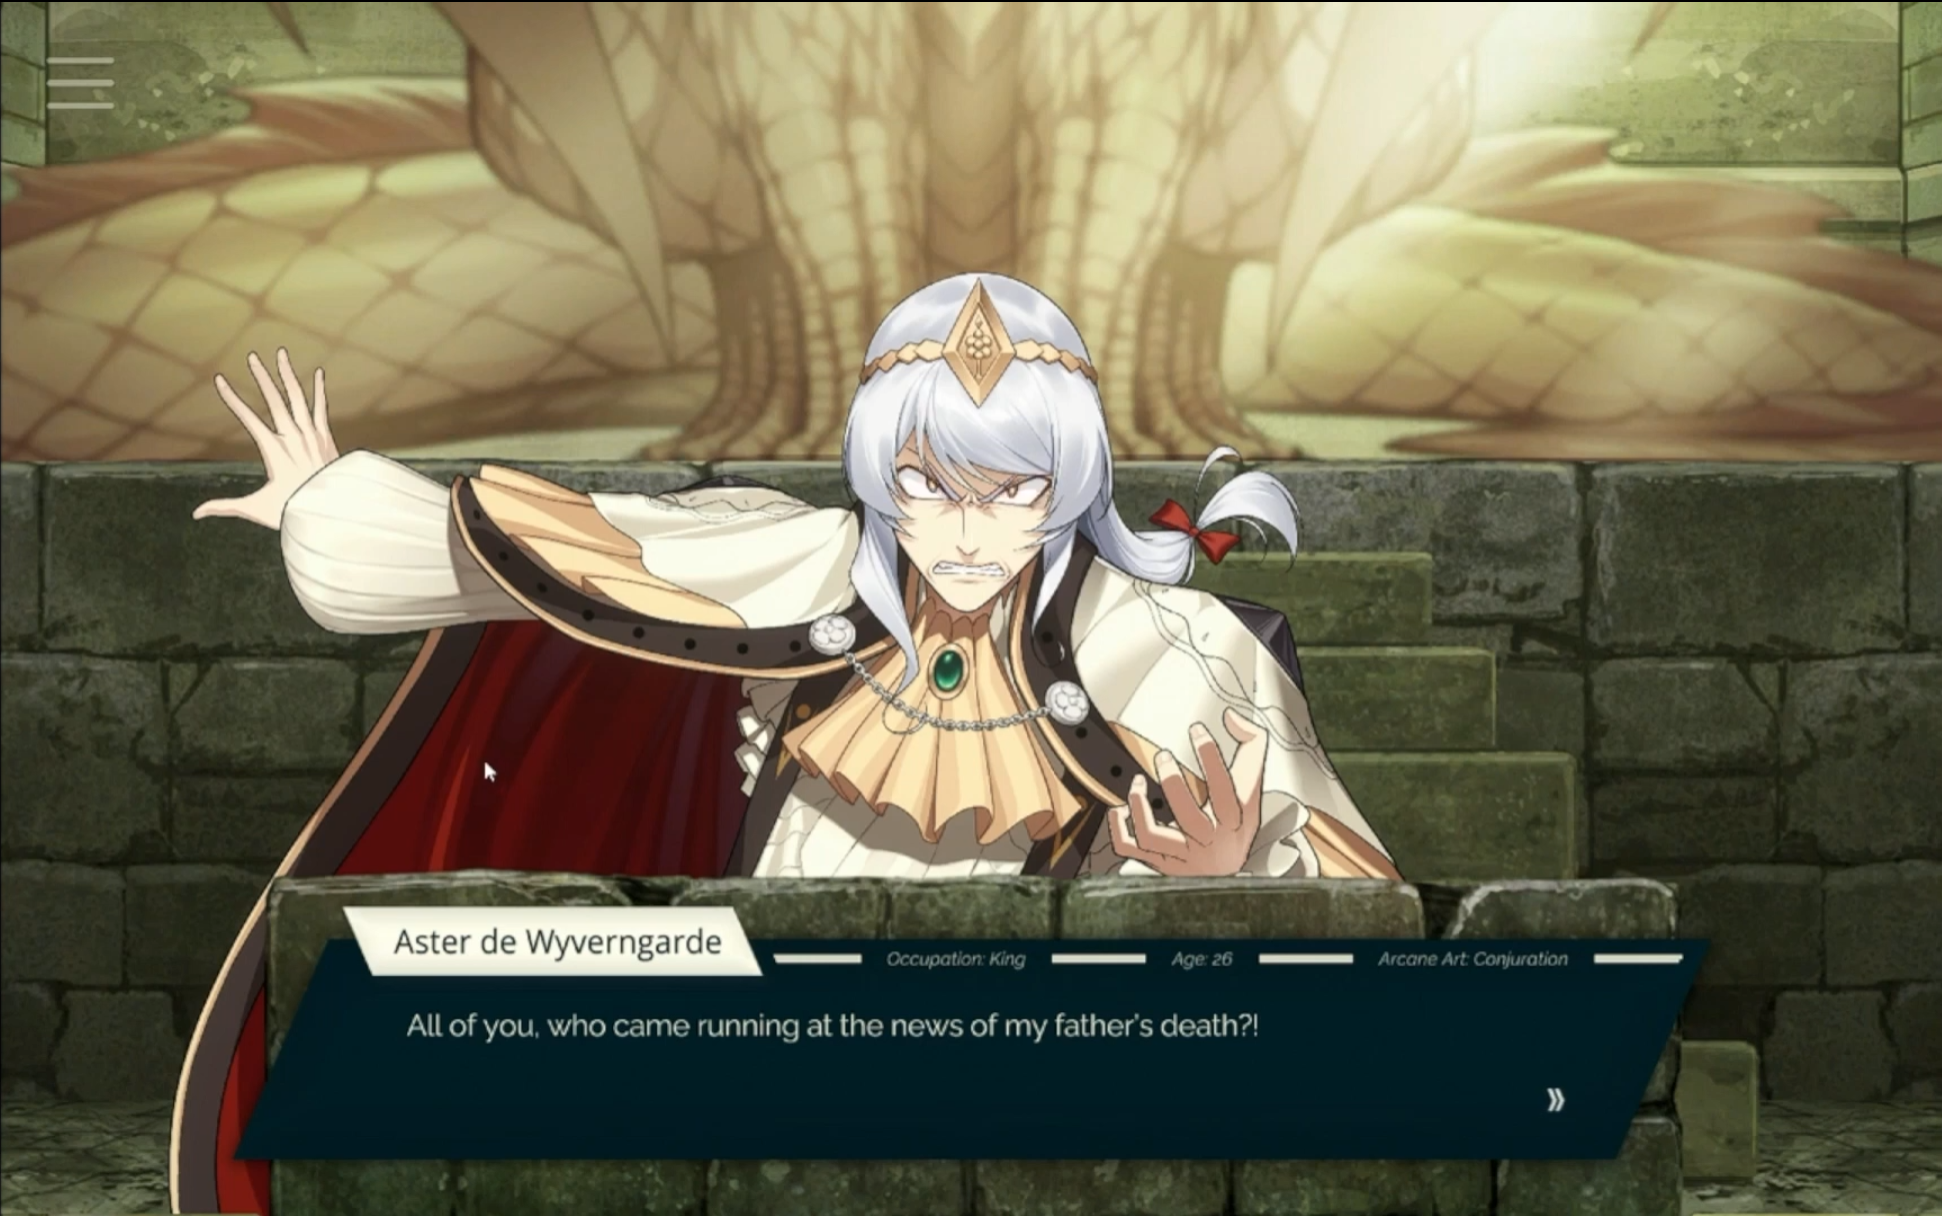 Aster de Wyverngarde
Occupation: King
Age: 26
Arcane Art: Conjuration
All of you, who came running at the news of my father's death?!